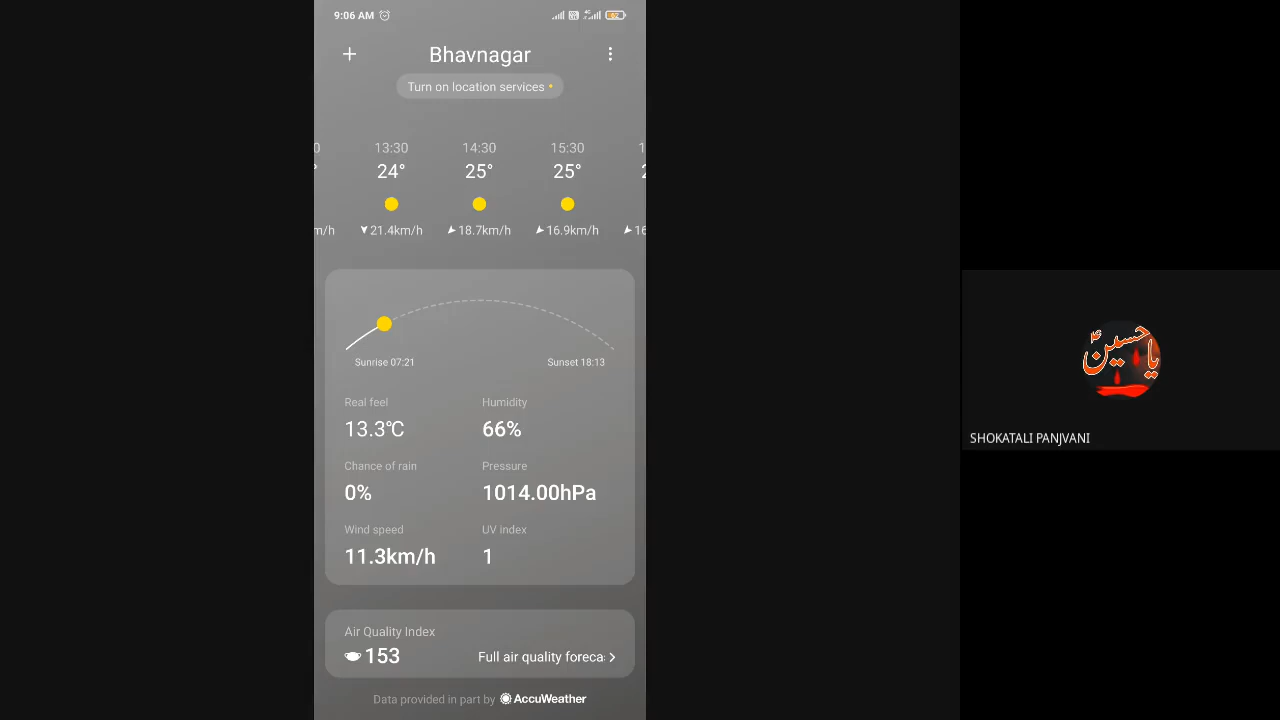 9:06 AM
Bhavnagar
Turn on location services
13:30 14:30 15:30
24° 25° 25°
m/h 21.4km/h 18.7km/h 16.9km/h 16
Sunrise 07:21 Sunset 18:13
Real feel Humidity
13.3℃ 66%
Chance of rain Pressure
0% 1014.00hPa
Wind speed UV index
11.3km/h 1
Air Quality Index
153 Full air quality foreca
Data provided in part by AccuWeather
یا حسین ع
SHOKATALI PANJVANI